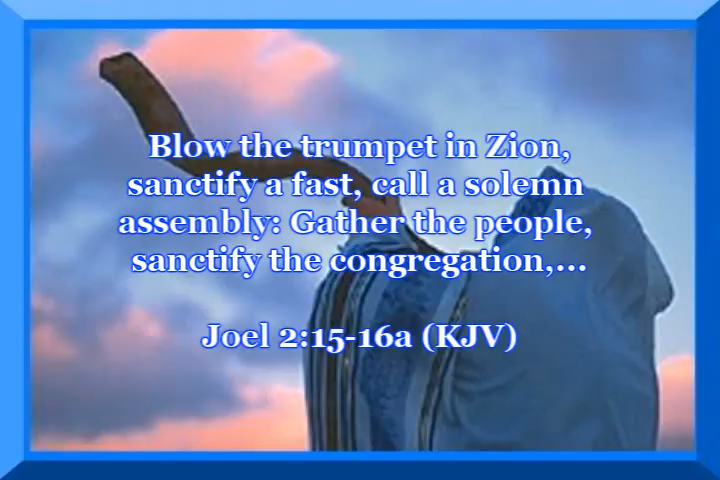 Blow the trumpet in Zion,
sanctify a fast, call a solemn
assembly: Gather the people,
sanctify the congregation,...
Joel 2:15-16a (KJV)